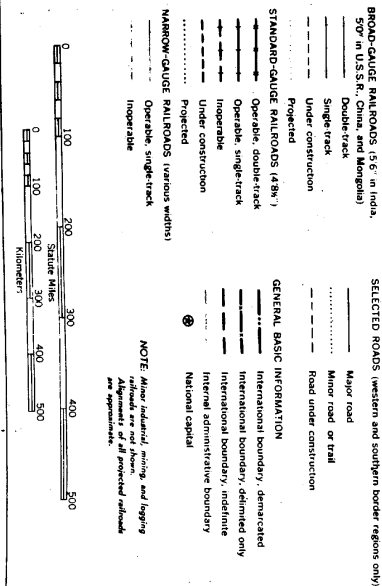 BROAD-GAUGE RAILROADS (5'6" in India,
5'0" in U.S.S.R., China, and Mongolia)
Double-track
Single-track
Under construction
Projected
STANDARD-GAUGE RAILROADS (4'8½")
Operable, double-track
Operable, single-track
Inoperable
Under construction
Projected
NARROW-GAUGE RAILROADS (various widths)
Operable, single-track
Inoperable
SELECTED ROADS (western and southern border regions only)
Major road
Minor road or trail
Road under construction
GENERAL BASIC INFORMATION
International boundary, demarcated
International boundary, delimited only
International boundary, indefinite
Internal administrative boundary
National capital
NOTE: Minor industrial, mining, and logging
railroads are not shown.
Alignments of all projected railroads
are approximate.
0 100 200 300 400 500
Statute Miles
0 100 200 300 400 500
Kilometers